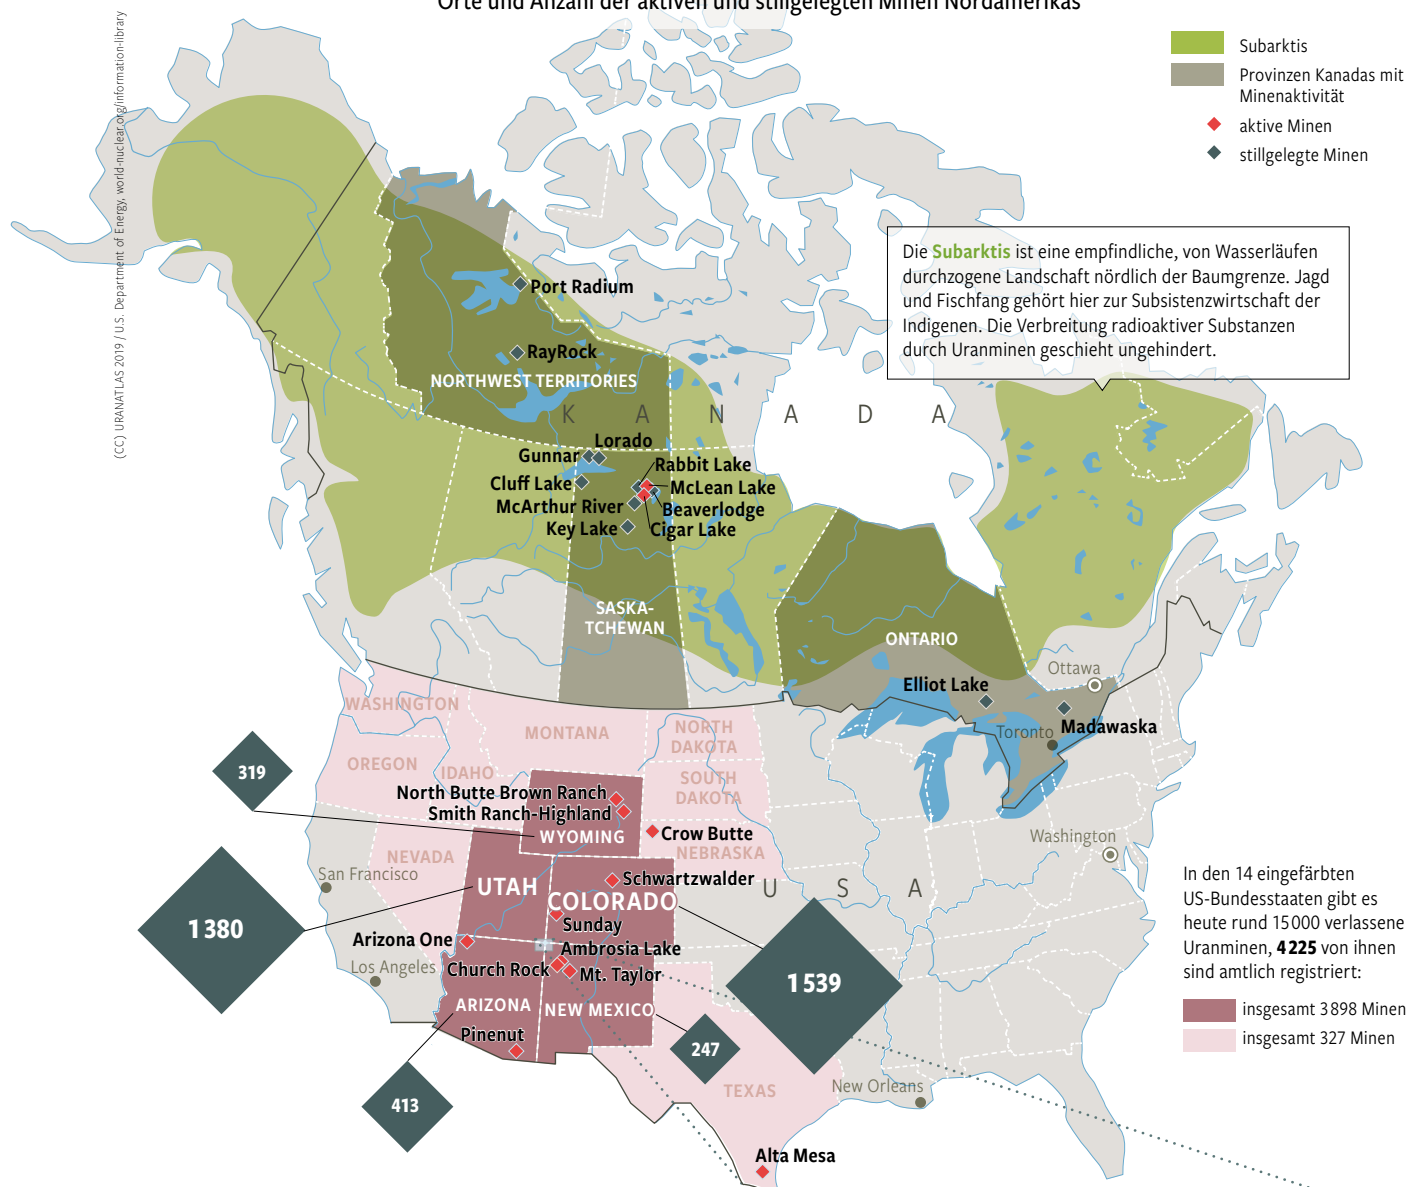 Orte und Anzahl der aktiven und stillgelegten Minen Nordamerikas
(CC) URANATLAS 2019 / U.S. Department of Energy, world-nuclear.org/information-library
Subarktis
Provinzen Kanadas mit
Minenaktivität
aktive Minen
stillgelegte Minen
Die Subarktis ist eine empfindliche, von Wasserläufen
durchzogene Landschaft nördlich der Baumgrenze. Jagd
und Fischfang gehört hier zur Subsistenzwirtschaft der
Indigenen. Die Verbreitung radioaktiver Substanzen
durch Uranminen geschieht ungehindert.
Port Radium
RayRock
NORTHWEST TERRITORIES
KANADA
Lorado
Gunnar
Rabbit Lake
Cluff Lake
McLean Lake
McArthur River
Beaverlodge
Key Lake
Cigar Lake
SASKA-
TCHEWAN
ONTARIO
Ottawa
Elliot Lake
Madawaska
Toronto
WASHINGTON
MONTANA
NORTH
DAKOTA
OREGON
IDAHO
SOUTH
DAKOTA
319
North Butte Brown Ranch
Smith Ranch-Highland
WYOMING
Crow Butte
NEBRASKA
Washington
NEVADA
San Francisco
UTAH
Schwartzwalder
COLORADO
USA
1380
Sunday
Arizona One
Ambrosia Lake
Church Rock
Mt. Taylor
Los Angeles
1539
ARIZONA
NEW MEXICO
Pinenut
247
413
TEXAS
New Orleans
Alta Mesa
In den 14 eingefärbten
US-Bundesstaaten gibt es
heute rund 15000 verlassene
Uranminen, 4225 von ihnen
sind amtlich registriert:
insgesamt 3898 Minen
insgesamt 327 Minen